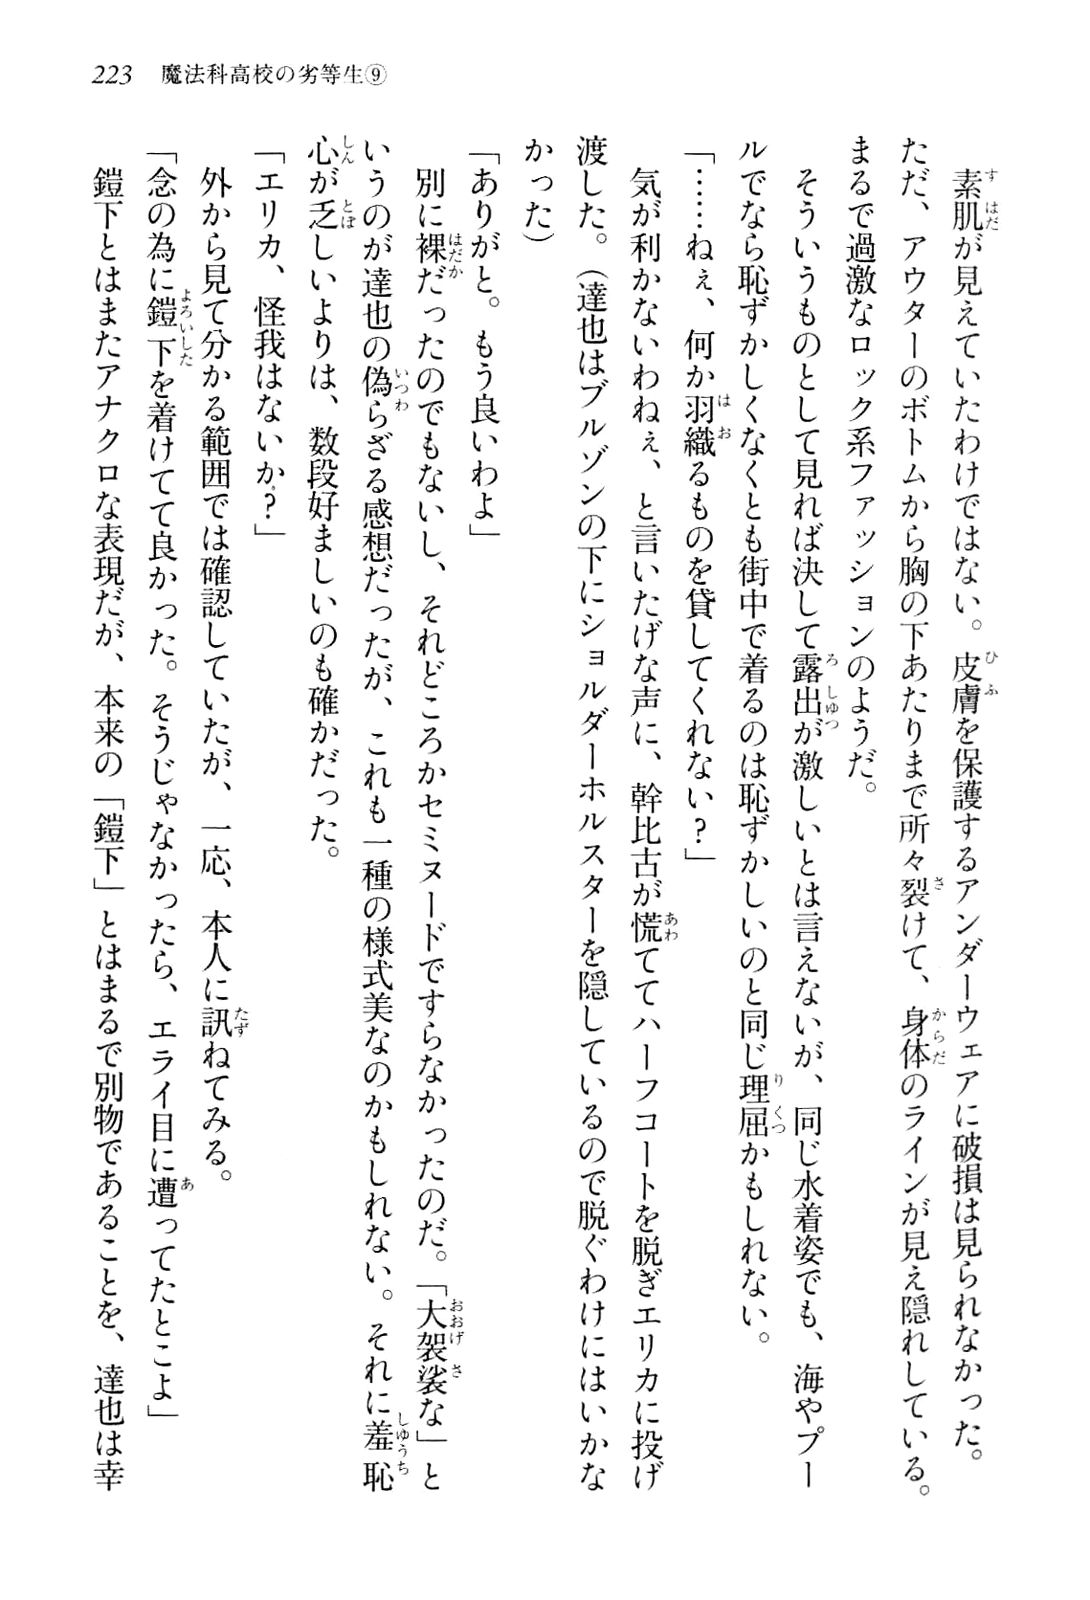 223　魔法科高校の劣等生⑨
　素肌が見えていたわけではない。皮膚を保護するアンダーウェアに破損は見られなかった。
ただ、アウターのボトムから胸の下あたりまで所々裂けて、身体のラインが見え隠れしている。
まるで過激なロック系ファッションのようだ。
　そういうものとして見れば決して露出が激しいとは言えないが、同じ水着姿でも、海やプー
ルでなら恥ずかしくなくとも街中で着るのは恥ずかしいのと同じ理屈かもしれない。
「……ねぇ、何か羽織るものを貸してくれない？」
　気が利かないわねぇ、と言いたげな声に、幹比古が慌ててハーフコートを脱ぎエリカに投げ
渡した。（達也はブルゾンの下にショルダーホルスターを隠しているので脱ぐわけにはいかな
かった）
「ありがと。もう良いわよ」
　別に裸だったのでもないし、それどころかセミヌードですらなかったのだ。「大袈裟な」と
いうのが達也の偽らざる感想だったが、これも一種の様式美なのかもしれない。それに羞恥
心が乏しいよりは、数段好ましいのも確かだった。
「エリカ、怪我はないか？」
　外から見て分かる範囲では確認していたが、一応、本人に訊ねてみる。
「念の為に鎧下を着けてて良かった。そうじゃなかったら、エライ目に遭ってたとこよ」
　鎧下とはまたアナクロな表現だが、本来の「鎧下」とはまるで別物であることを、達也は幸